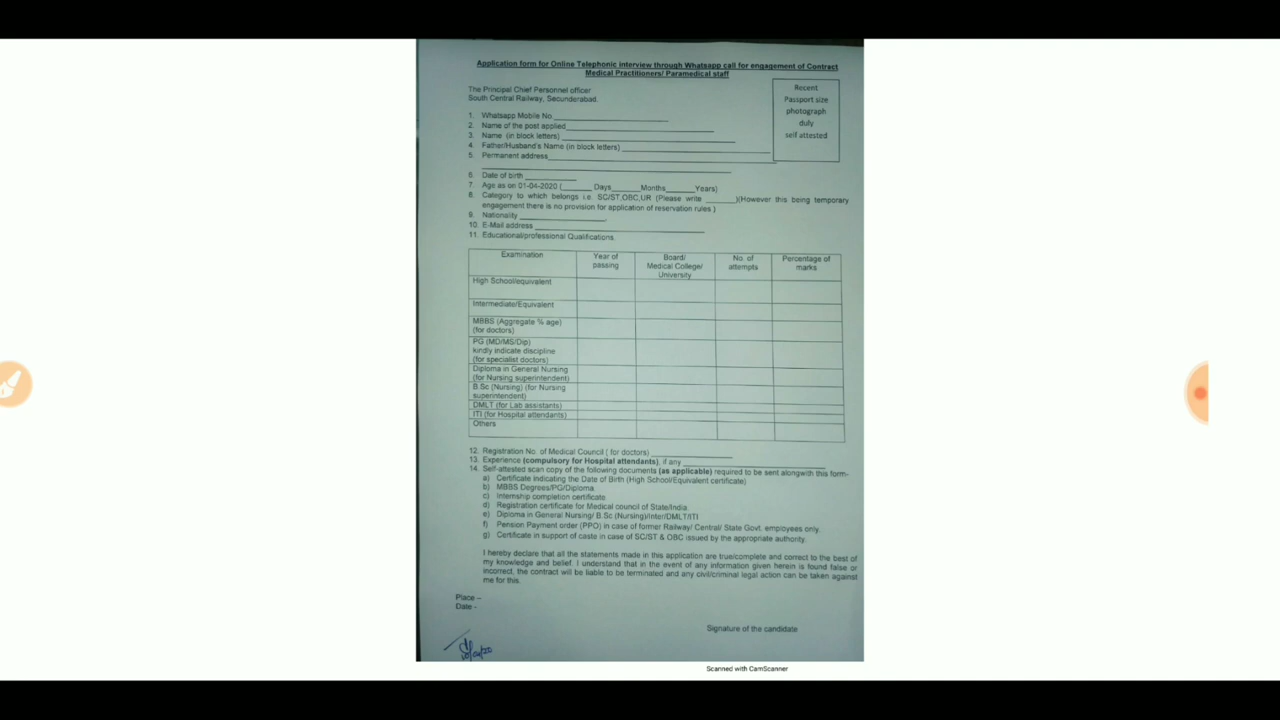 Application form for Online Telephonic interview through Whatsapp call for engagement of Contract
Medical Practitioners/ Paramedical staff
The Principal Chief Personnel officer
South Central Railway, Secunderabad.
Recent
Passport size
photograph
duly
self attested
1. Whatsapp Mobile No.
2. Name of the post applied
3. Name (in block letters)
4. Father/Husband's Name (in block letters)
5. Permanent address
6. Date of birth
7. Age as on 01-04-2020 (______ Days______Months______Years)
8. Category to which belongs i.e. SC/ST,OBC,UR (Please write ______)(However this being temporary
engagement there is no provision for application of reservation rules.)
9. Nationality
10. E-Mail address
11. Educational/professional Qualifications
Examination Year of passing Board/ Medical College/ University No. of attempts Percentage of marks
High School/equivalent
Intermediate/Equivalent
MBBS (Aggregate % age)
(for doctors)
PG (MD/MS/Dip)
kindly indicate discipline
(for specialist doctors)
Diploma in General Nursing
(for Nursing superintendent)
B.Sc (Nursing) (for Nursing
superintendent)
DMLT (for Lab assistants)
ITI (for Hospital attendants)
Others
12. Registration No. of Medical Council ( for doctors)
13. Experience (compulsory for Hospital attendants), if any
14. Self-attested scan copy of the following documents (as applicable) required to be sent alongwith this form-
a) Certificate indicating the Date of Birth (High School/Equivalent certificate)
b) MBBS Degrees/PG/Diploma
c) Internship completion certificate
d) Registration certificate for Medical council of State/India.
e) Diploma in General Nursing/ B.Sc (Nursing)/Inter/DMLT/ITI
f) Pension Payment order (PPO) in case of former Railway/ Central/ State Govt. employees only.
g) Certificate in support of caste in case of SC/ST & OBC issued by the appropriate authority.
I hereby declare that all the statements made in this application are true/complete and correct to the best of
my knowledge and belief. I understand that in the event of any information given herein is found false or
incorrect, the contract will be liable to be terminated and any civil/criminal legal action can be taken against
me for this.
Place –
Date -
Signature of the candidate
Scanned with CamScanner